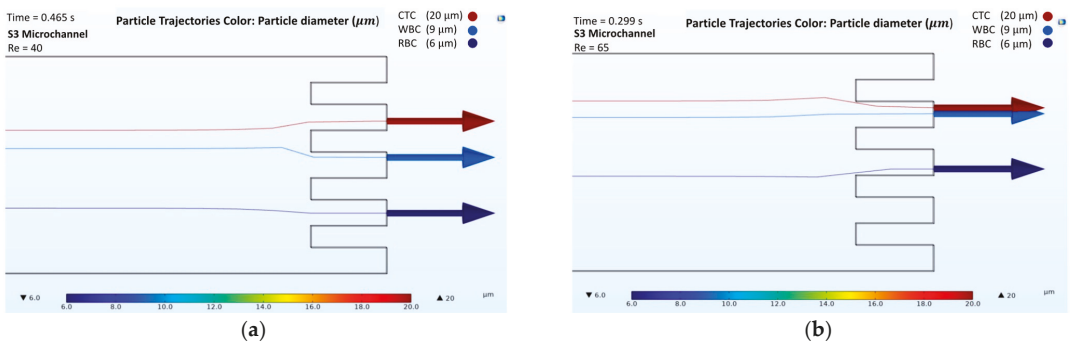 Time = 0.465 s
Particle Trajectories Color: Particle diameter (μm)
CTC (20 μm)
S3 Microchannel
WBC (9 μm)
Re = 40
RBC (6 μm)
▼ 6.0
6.0 8.0 10.0 12.0 14.0 16.0 18.0 20.0
▲ 20
μm
(a)
Time = 0.299 s
Particle Trajectories Color: Particle diameter (μm)
CTC (20 μm)
S3 Microchannel
WBC (9 μm)
Re = 65
RBC (6 μm)
▼ 6.0
6.0 8.0 10.0 12.0 14.0 16.0 18.0 20.0
▲ 20
μm
(b)